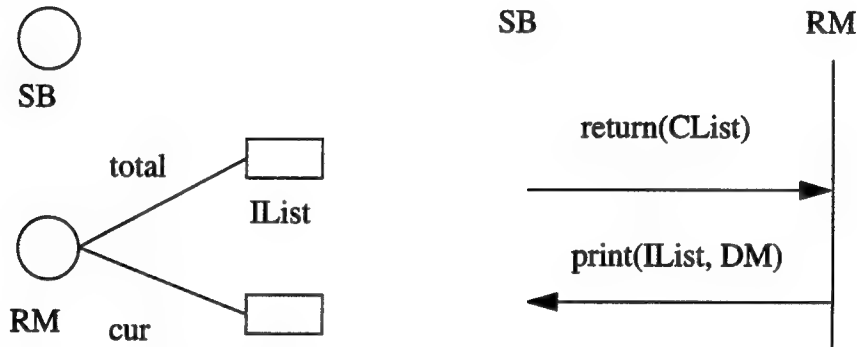 SB
total
IList
RM
cur
SB
RM
return(CList)
print(IList, DM)